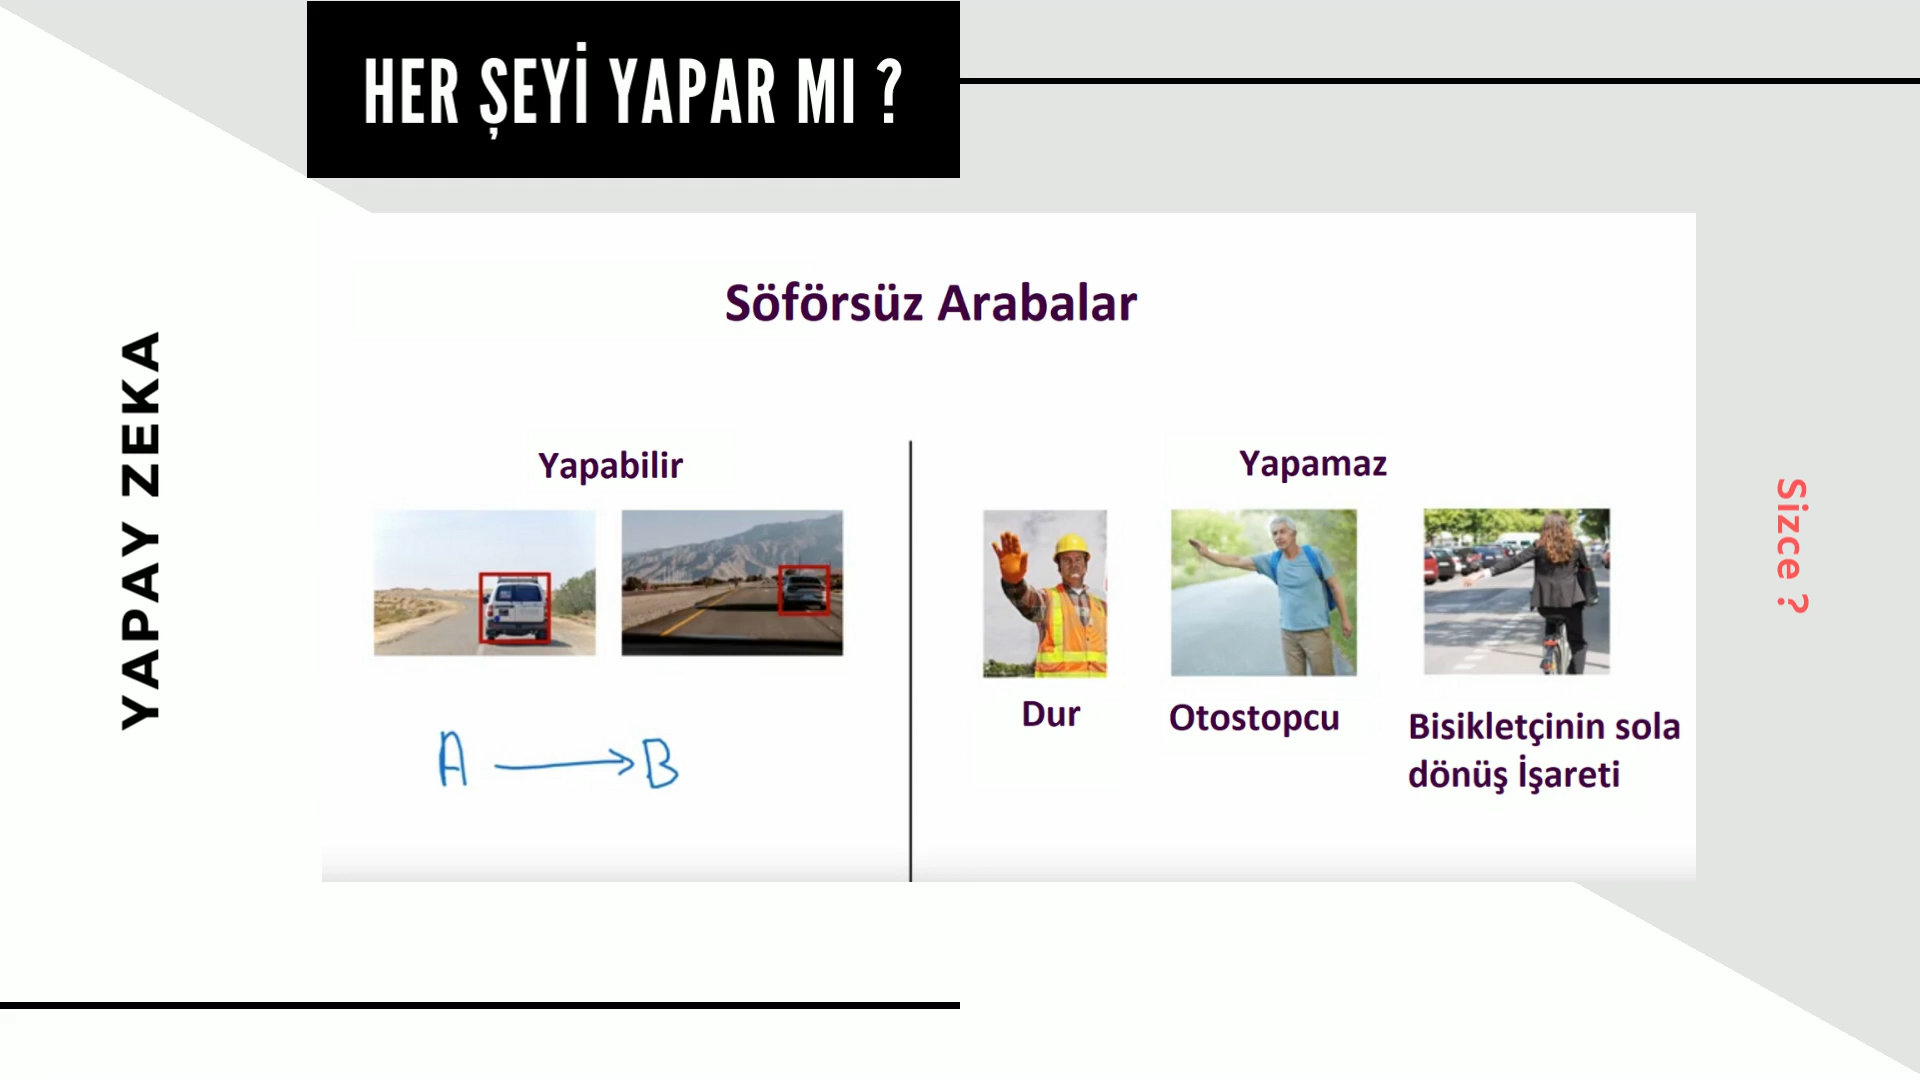 HER ŞEYİ YAPAR MI ?
YAPAY ZEKA
Söförsüz Arabalar
Yapabilir
Yapamaz
A → B
Dur
Otostopcu
Bisikletçinin sola
dönüş İşareti
Sizce ?